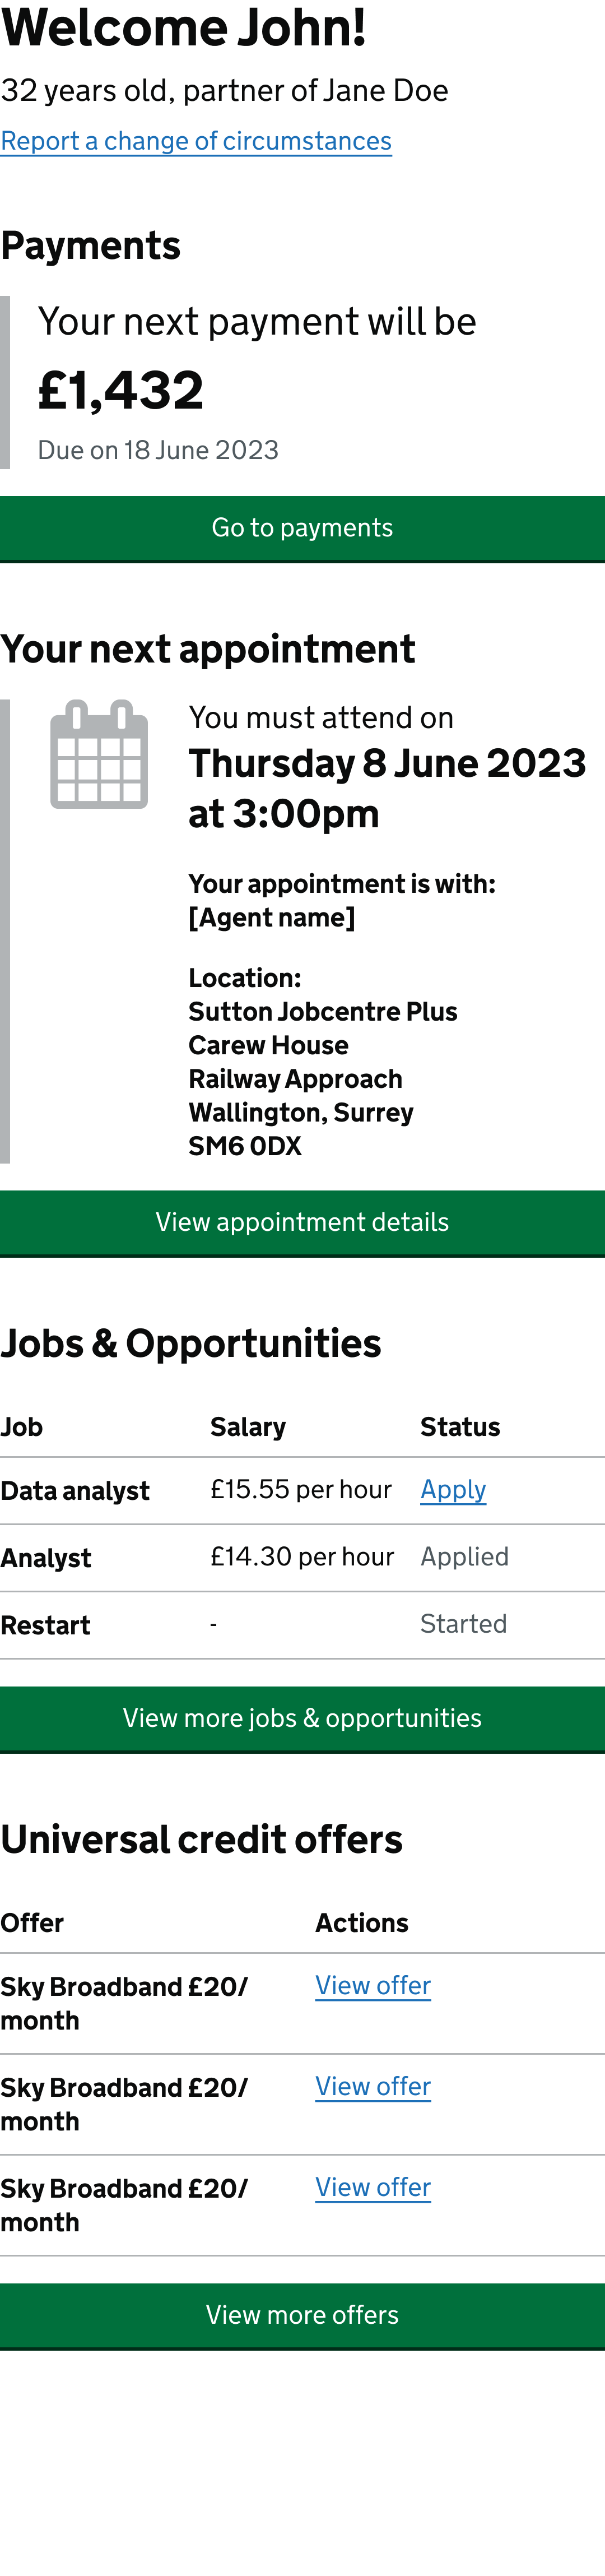 Welcome John!
32 years old, partner of Jane Doe
Report a change of circumstances
Payments
Your next payment will be
£1,432
Due on 18 June 2023
Go to payments
Your next appointment
You must attend on
Thursday 8 June 2023
at 3:00pm
Your appointment is with:
[Agent name]
Location:
Sutton Jobcentre Plus
Carew House
Railway Approach
Wallington, Surrey
SM6 0DX
View appointment details
Jobs & Opportunities
Job Salary Status
Data analyst £15.55 per hour Apply
Analyst £14.30 per hour Applied
Restart - Started
View more jobs & opportunities
Universal credit offers
Offer Actions
Sky Broadband £20/ View offer
month
Sky Broadband £20/ View offer
month
Sky Broadband £20/ View offer
month
View more offers